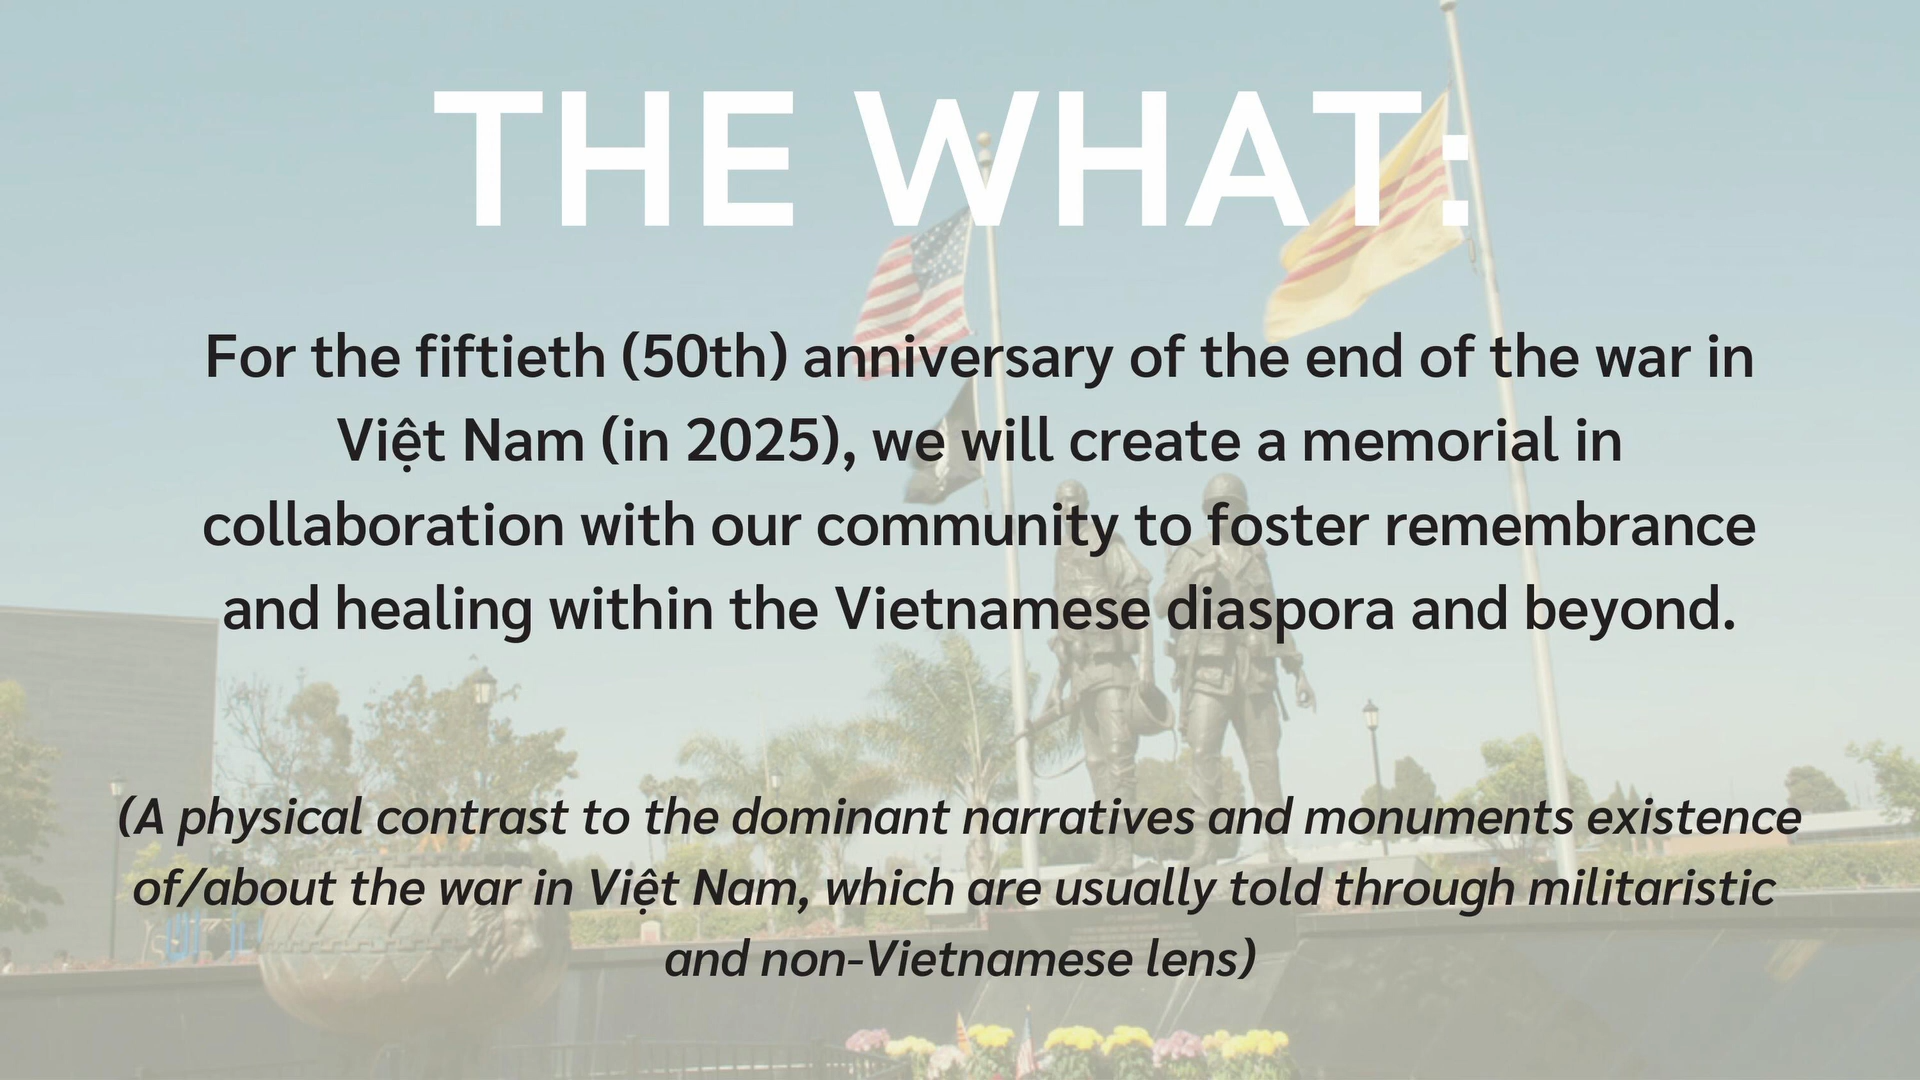 THE WHAT:
For the fiftieth (50th) anniversary of the end of the war in
Việt Nam (in 2025), we will create a memorial in
collaboration with our community to foster remembrance
and healing within the Vietnamese diaspora and beyond.
(A physical contrast to the dominant narratives and monuments existence
of/about the war in Việt Nam, which are usually told through militaristic
and non-Vietnamese lens)